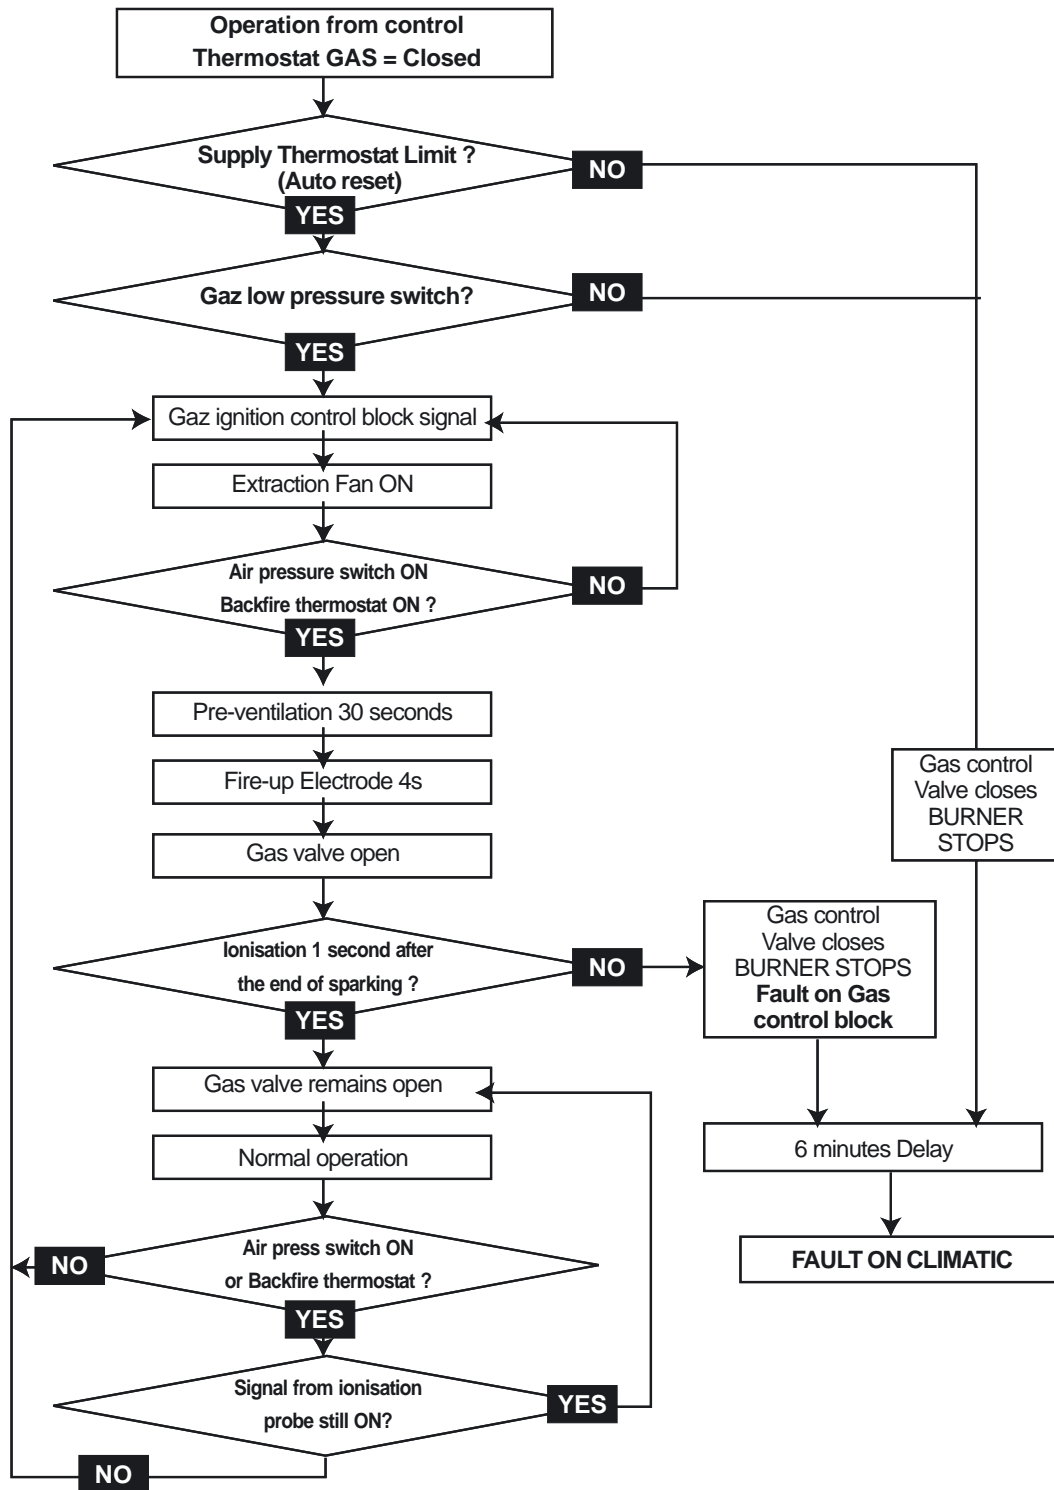 Operation from control
Thermostat GAS = Closed
Supply Thermostat Limit ?
(Auto reset)
NO
YES
Gaz low pressure switch?
NO
YES
Gaz ignition control block signal
Extraction Fan ON
Air pressure switch ON
Backfire thermostat ON ?
NO
YES
Pre-ventilation 30 seconds
Fire-up Electrode 4s
Gas valve open
Gas control
Valve closes
BURNER
STOPS
Ionisation 1 second after
the end of sparking ?
NO
YES
Gas control
Valve closes
BURNER STOPS
Fault on Gas
control block
Gas valve remains open
Normal operation
6 minutes Delay
Air press switch ON
or Backfire thermostat ?
NO
YES
FAULT ON CLIMATIC
Signal from ionisation
probe still ON?
YES
NO